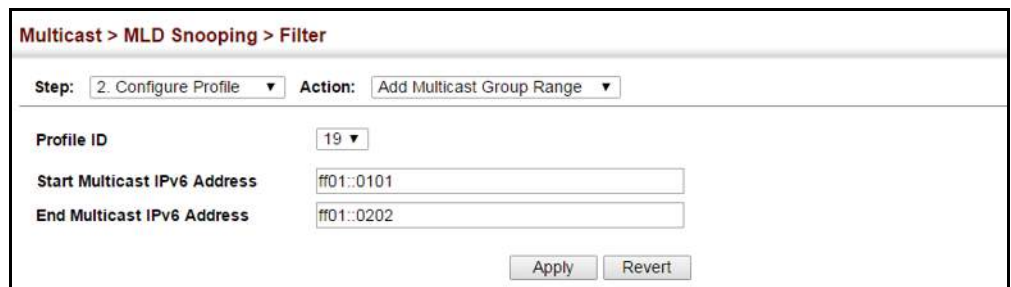 Multicast > MLD Snooping > Filter
Step: 2. Configure Profile Action: Add Multicast Group Range
Profile ID 19
Start Multicast IPv6 Address ff01::0101
End Multicast IPv6 Address ff01::0202
Apply Revert